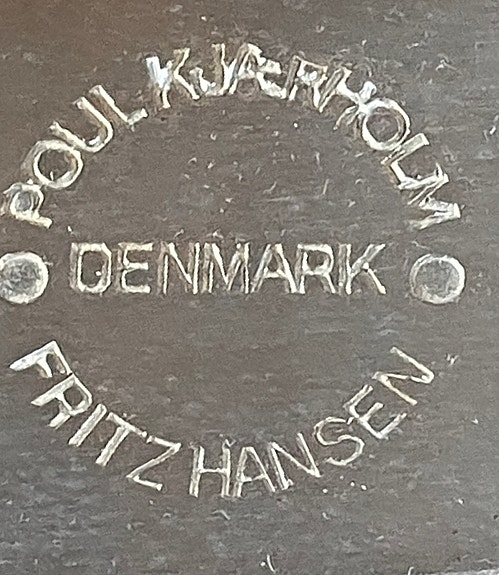 POUL KJÆRHOLM
DENMARK
FRITZ HANSEN